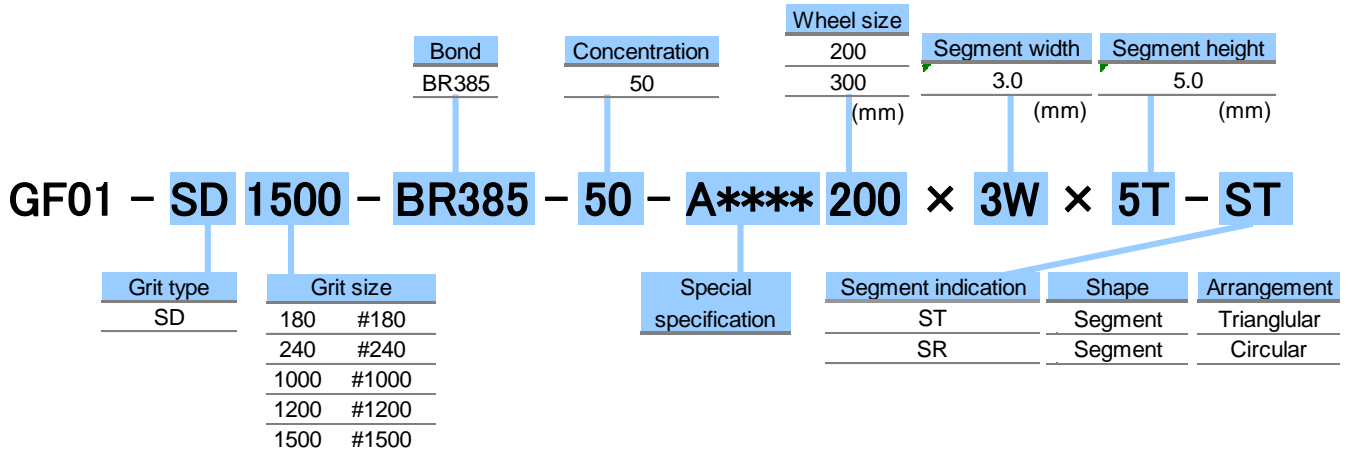 Wheel size
200
300
(mm)
Bond
BR385
Concentration
50
Segment width
3.0
(mm)
Segment height
5.0
(mm)
GF01 - SD 1500 - BR385 - 50 - A**** 200 × 3W × 5T - ST
Grit type
SD
Grit size
180 #180
240 #240
1000 #1000
1200 #1200
1500 #1500
Special
specification
Segment indication Shape Arrangement
ST Segment Trianglular
SR Segment Circular